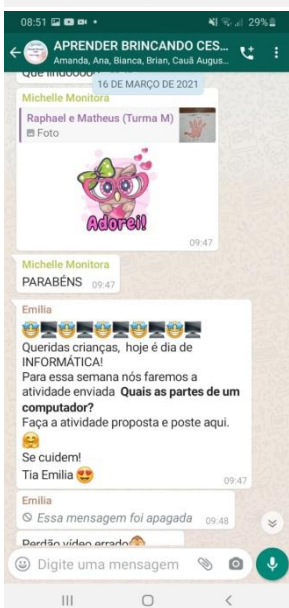 08:51
29%
APRENDER BRINCANDO CES...
Amanda, Ana, Bianca, Brian, Cauã Augus...
Que lindoooo
16 DE MARÇO DE 2021
Michelle Monitora
Raphael e Matheus (Turma M)
Foto
Adorei!
09:47
Michelle Monitora
PARABÉNS 09:47
Emilia
Queridas crianças, hoje é dia de
INFORMÁTICA!
Para essa semana nós faremos a
atividade enviada Quais as partes de um
computador?
Faça a atividade proposta e poste aqui.
Se cuidem!
Tia Emilia
09:47
Emilia
Essa mensagem foi apagada 09:48
Perdão vídeo errado
Digite uma mensagem